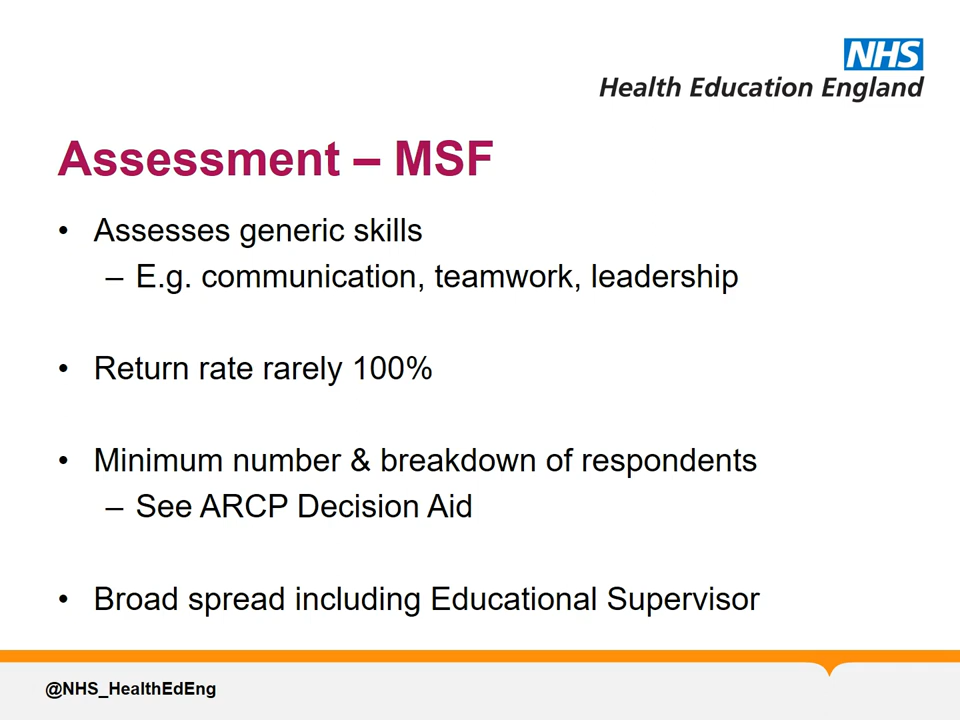 NHS
Health Education England
Assessment – MSF
• Assesses generic skills
– E.g. communication, teamwork, leadership
• Return rate rarely 100%
• Minimum number & breakdown of respondents
– See ARCP Decision Aid
• Broad spread including Educational Supervisor
@NHS_HealthEdEng